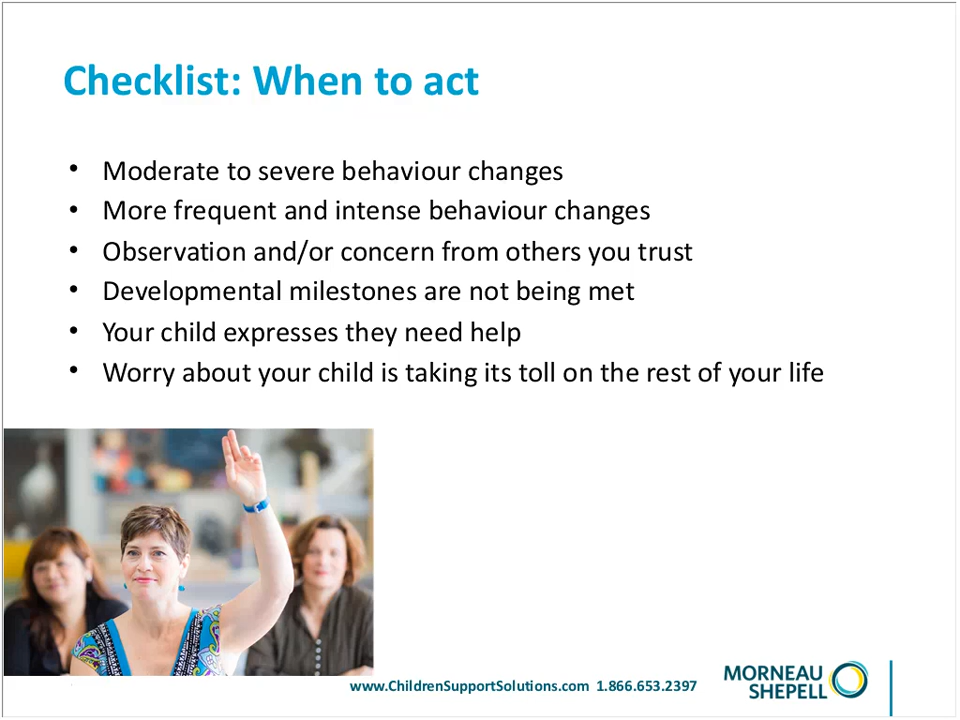 Checklist: When to act
• Moderate to severe behaviour changes
• More frequent and intense behaviour changes
• Observation and/or concern from others you trust
• Developmental milestones are not being met
• Your child expresses they need help
• Worry about your child is taking its toll on the rest of your life
www.ChildrenSupportSolutions.com 1.866.653.2397
MORNEAU
SHEPELL